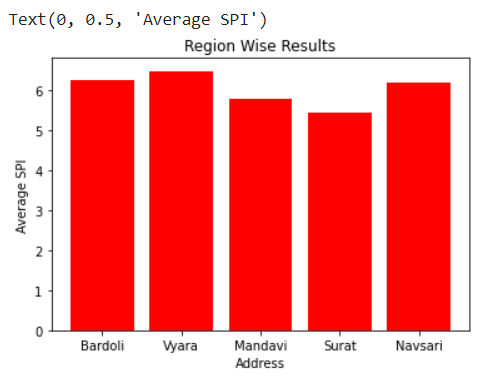 Text(0, 0.5, 'Average SPI')
Region Wise Results
Average SPI
6
5
4
3
2
1
0
Bardoli Vyara Mandavi Surat Navsari
Address